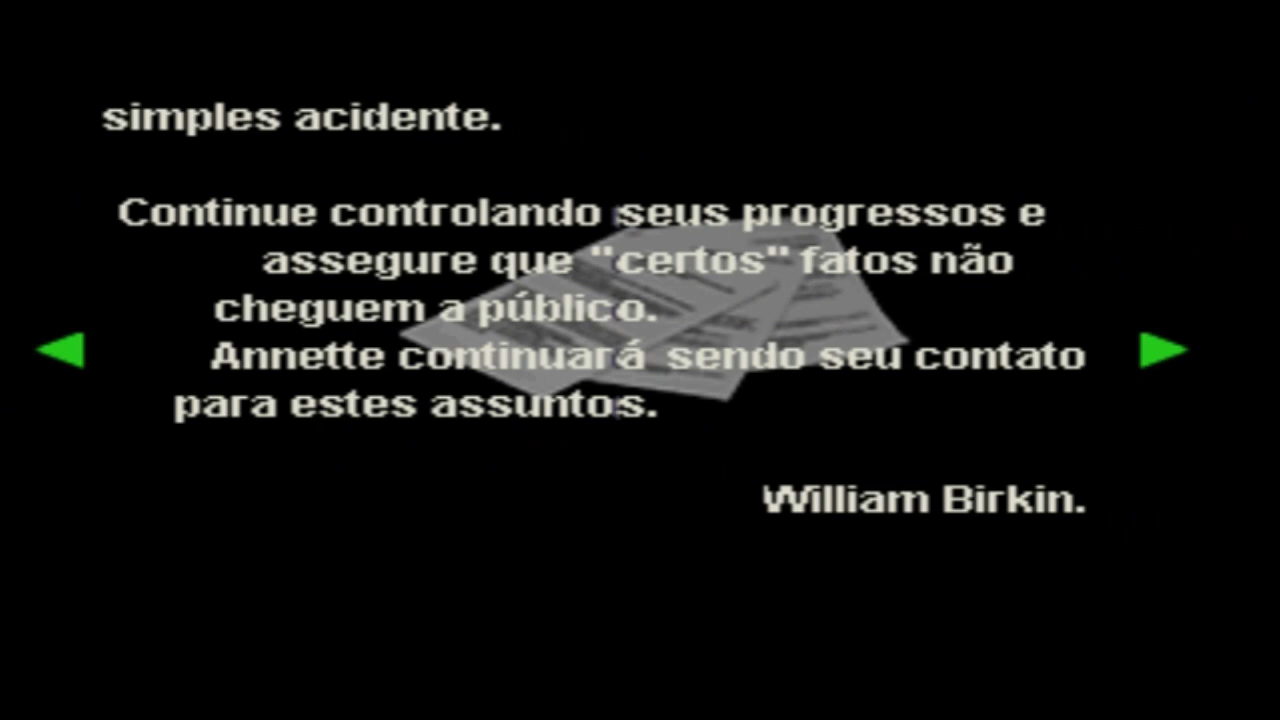 simples acidente.
Continue controlando seus progressos e
assegure que "certos" fatos não
cheguem a público.
Annette continuará sendo seu contato
para estes assuntos.
William Birkin.